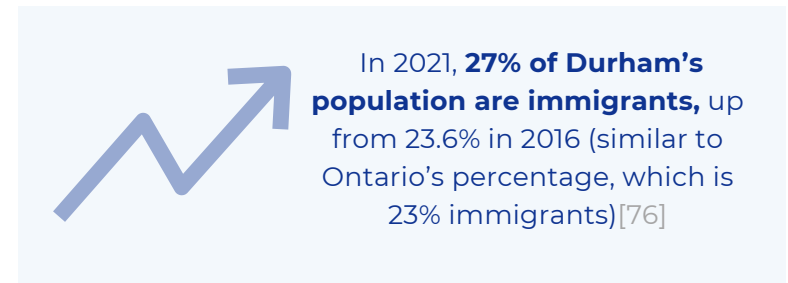 In 2021, 27% of Durham’s
population are immigrants, up
from 23.6% in 2016 (similar to
Ontario’s percentage, which is
23% immigrants)[76]